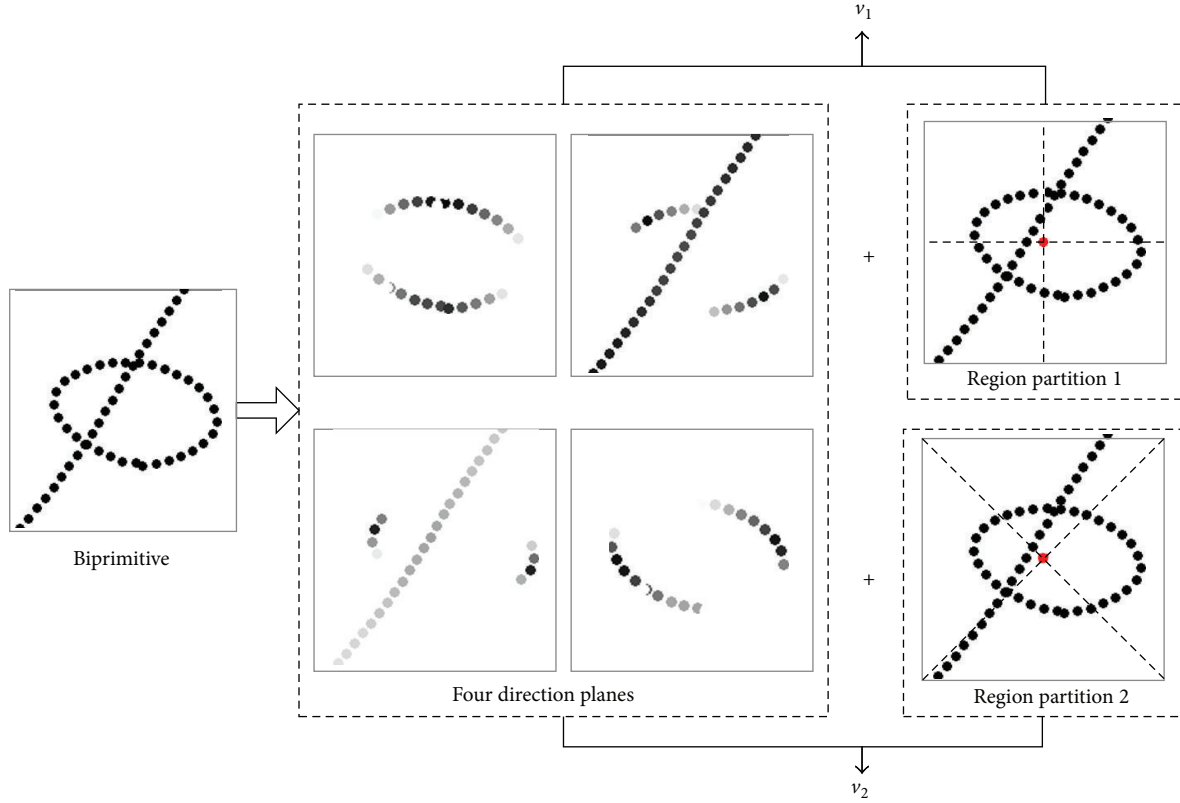 v1
+
Region partition 1
Biprimitive
+
Four direction planes
Region partition 2
v2